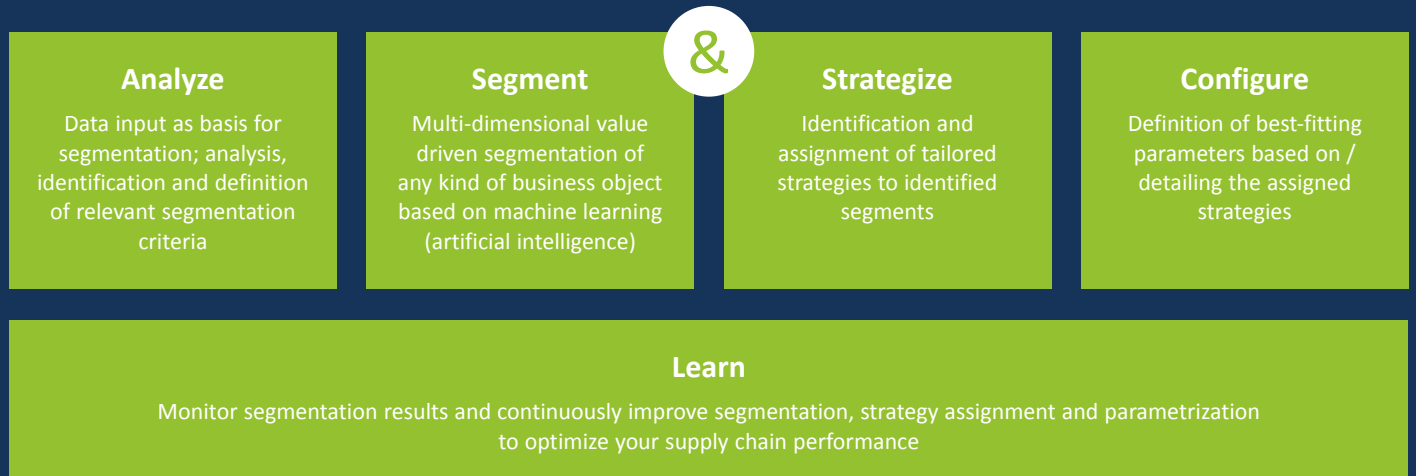 Analyze
Data input as basis for
segmentation; analysis,
identification and definition
of relevant segmentation
criteria
Segment
Multi-dimensional value
driven segmentation of
any kind of business object
based on machine learning
(artificial intelligence)
&
Strategize
Identification and
assignment of tailored
strategies to identified
segments
Configure
Definition of best-fitting
parameters based on /
detailing the assigned
strategies
Learn
Monitor segmentation results and continuously improve segmentation, strategy assignment and parametrization
to optimize your supply chain performance